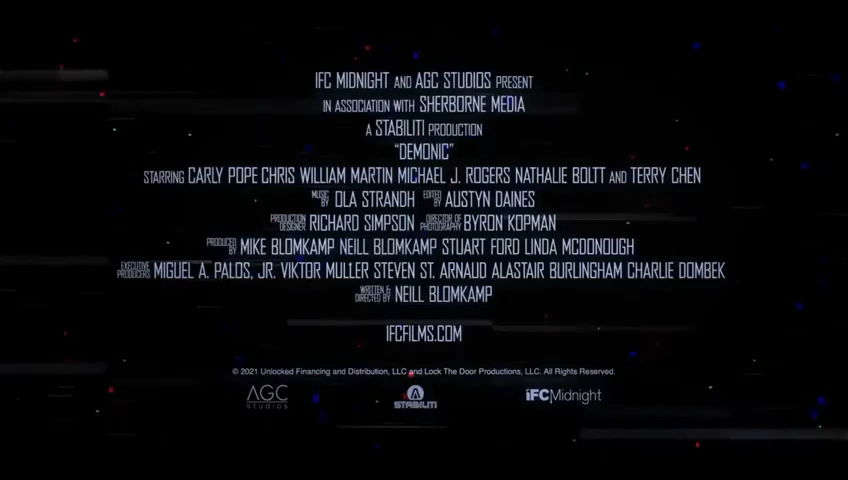 IFC MIDNIGHT AND AGC STUDIOS PRESENT
IN ASSOCIATION WITH SHERBORNE MEDIA
A STABILITI PRODUCTION
"DEMONIC"
STARRING CARLY POPE CHRIS WILLIAM MARTIN MICHAEL J. ROGERS NATHALIE BOLTT AND TERRY CHEN
MUSIC BY OLA STRANDH EDITED BY AUSTYN DAINES
PRODUCTION DESIGNER RICHARD SIMPSON DIRECTOR OF PHOTOGRAPHY BYRON KOPMAN
PRODUCED BY MIKE BLOMKAMP NEILL BLOMKAMP STUART FORD LINDA MCDONOUGH
EXECUTIVE PRODUCERS MIGUEL A. PALOS, JR. VIKTOR MULLER STEVEN ST. ARNAUD ALASTAIR BURLINGHAM CHARLIE DOMBEK
WRITTEN & DIRECTED BY NEILL BLOMKAMP
IFCFILMS.COM
© 2021 Unlocked Financing and Distribution, LLC and Lock The Door Productions, LLC. All Rights Reserved.
AGC studios STABILITI IFC Midnight